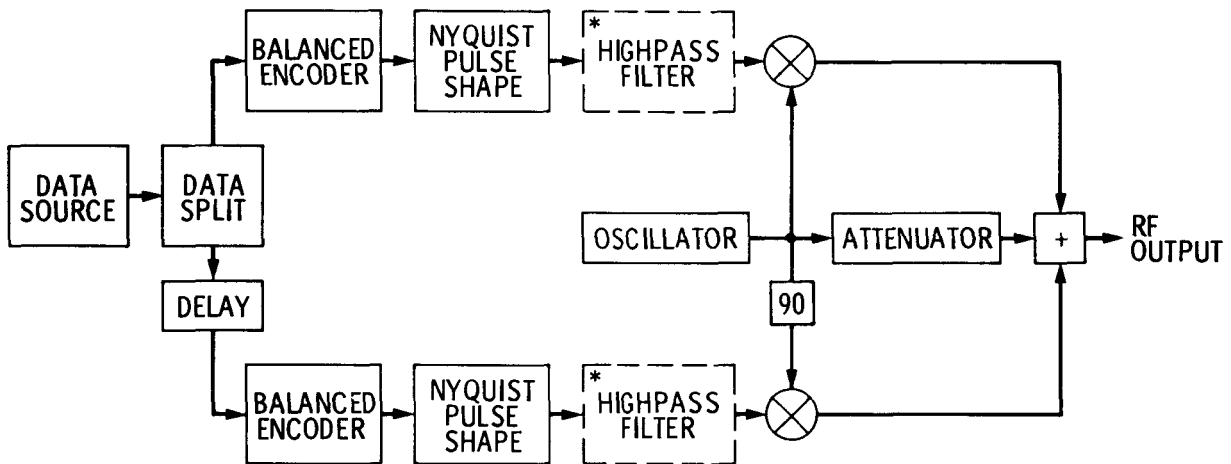 BALANCED
ENCODER
NYQUIST
PULSE
SHAPE
*
HIGHPASS
FILTER
DATA
SOURCE
DATA
SPLIT
OSCILLATOR
ATTENUATOR
+
RF
OUTPUT
DELAY
90
BALANCED
ENCODER
NYQUIST
PULSE
SHAPE
*
HIGHPASS
FILTER